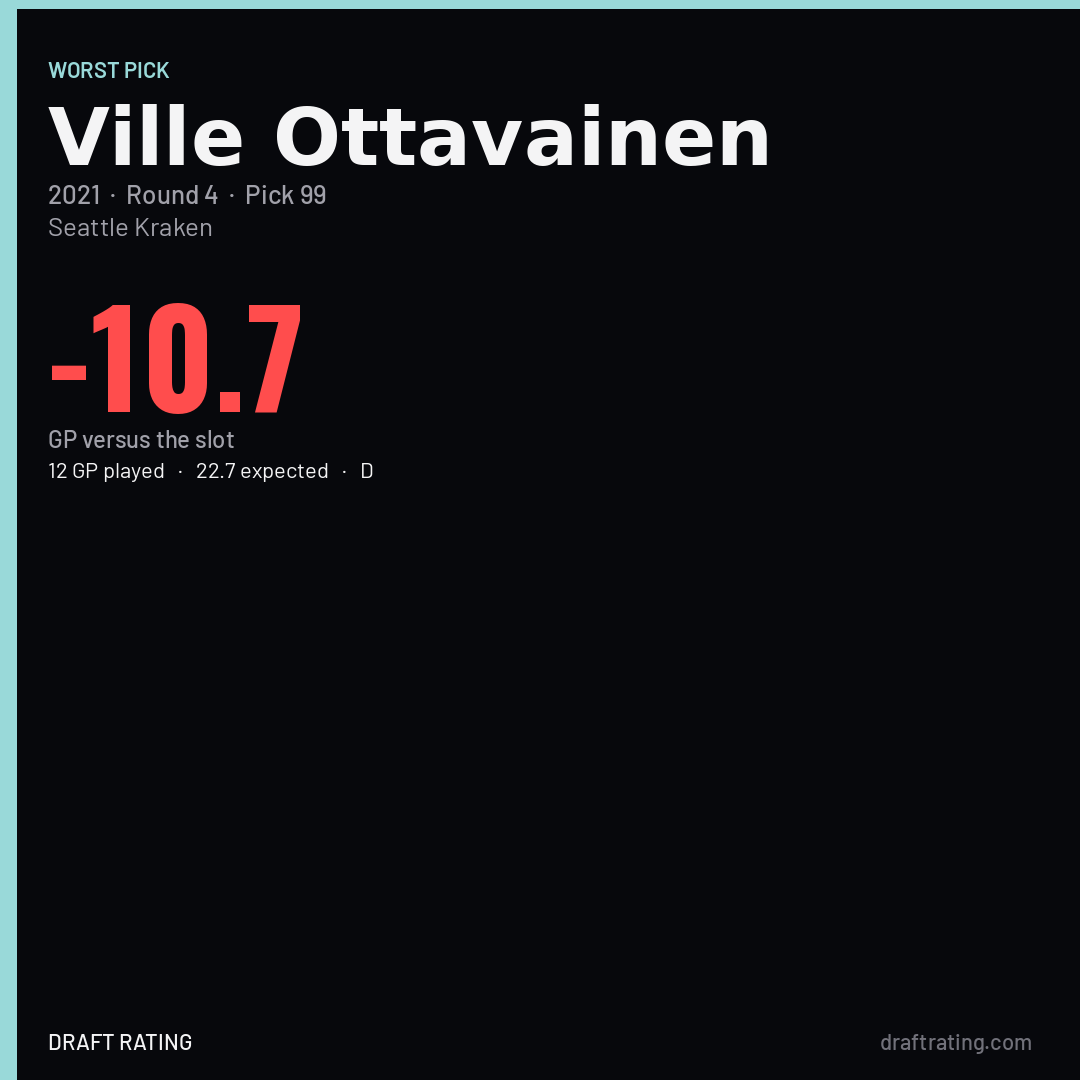 WORST PICK
Ville Ottavainen
2021 · Round 4 · Pick 99
Seattle Kraken
-10.7
GP versus the slot
12 GP played · 22.7 expected · D
DRAFT RATING
draftrating.com